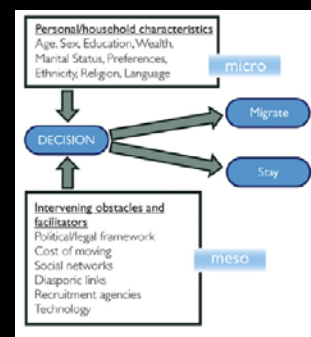 Personal/household characteristics
Age, Sex, Education, Wealth,
Marital Status, Preferences,
Ethnicity, Religion, Language
micro
Migrate
DECISION
Stay
Intervening obstacles and
facilitators
Political/legal framework
Cost of moving
Social networks
Diasporic links
Recruitment agencies
Technology
meso